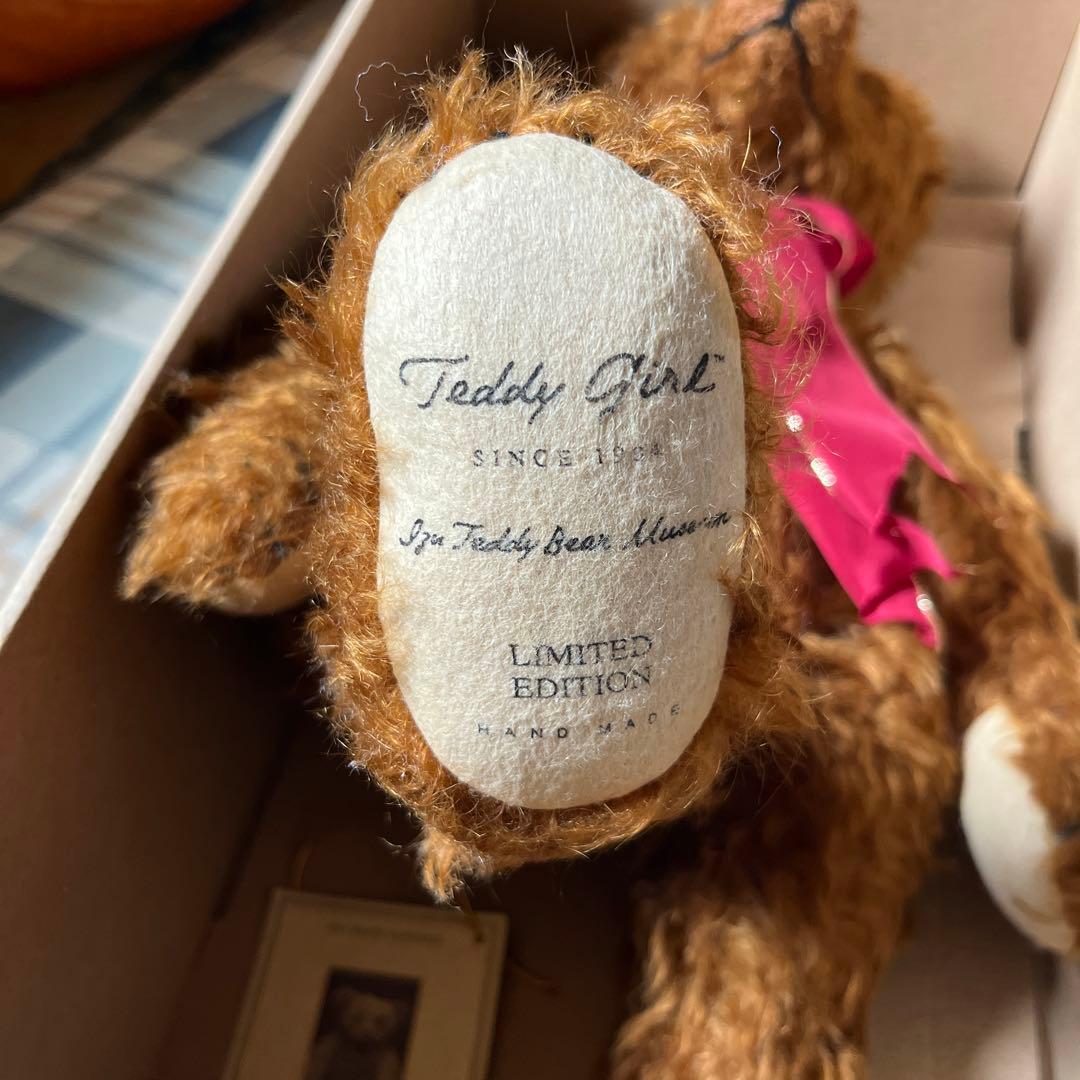 Teddy Girl™
SINCE 1904
Izu Teddy Bear Museum
LIMITED
EDITION
HAND MADE